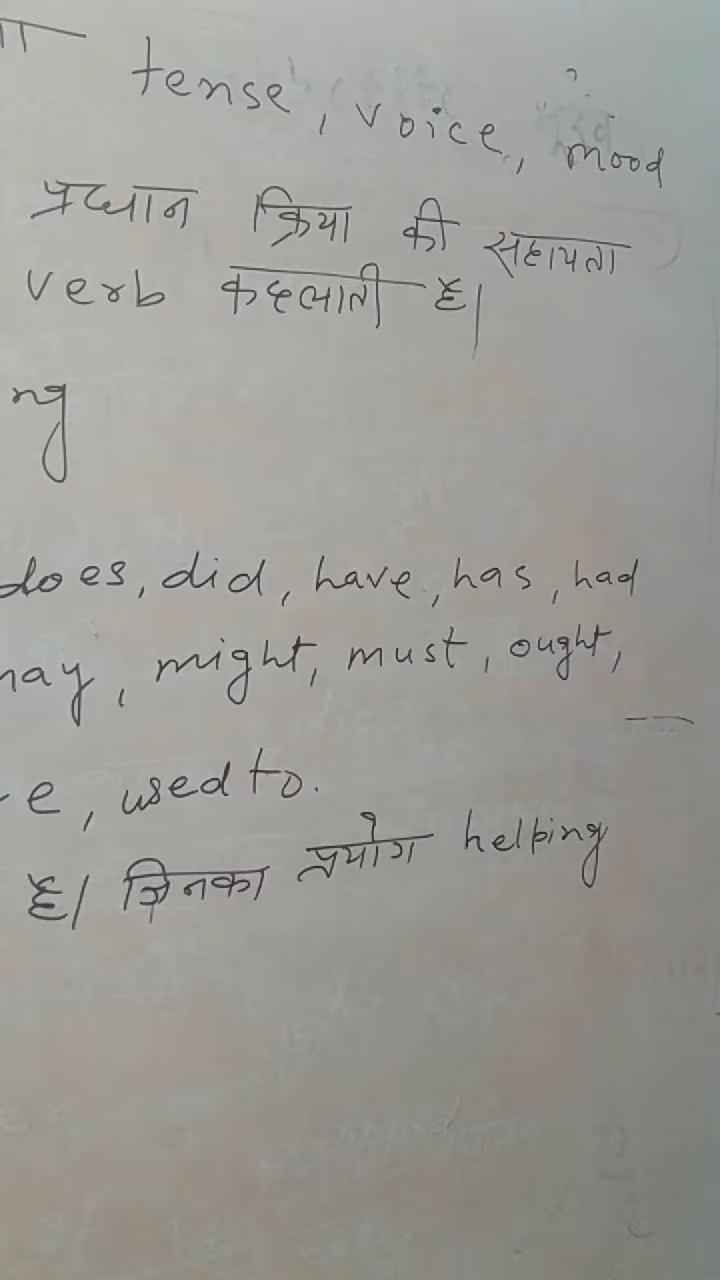 tense, voice, mood
प्रधान क्रिया की सहायता
verb कहलाती है।
ng
does, did, have, has, had
may, might, must, ought,
e, used to.
है। जिनका प्रयोग helping